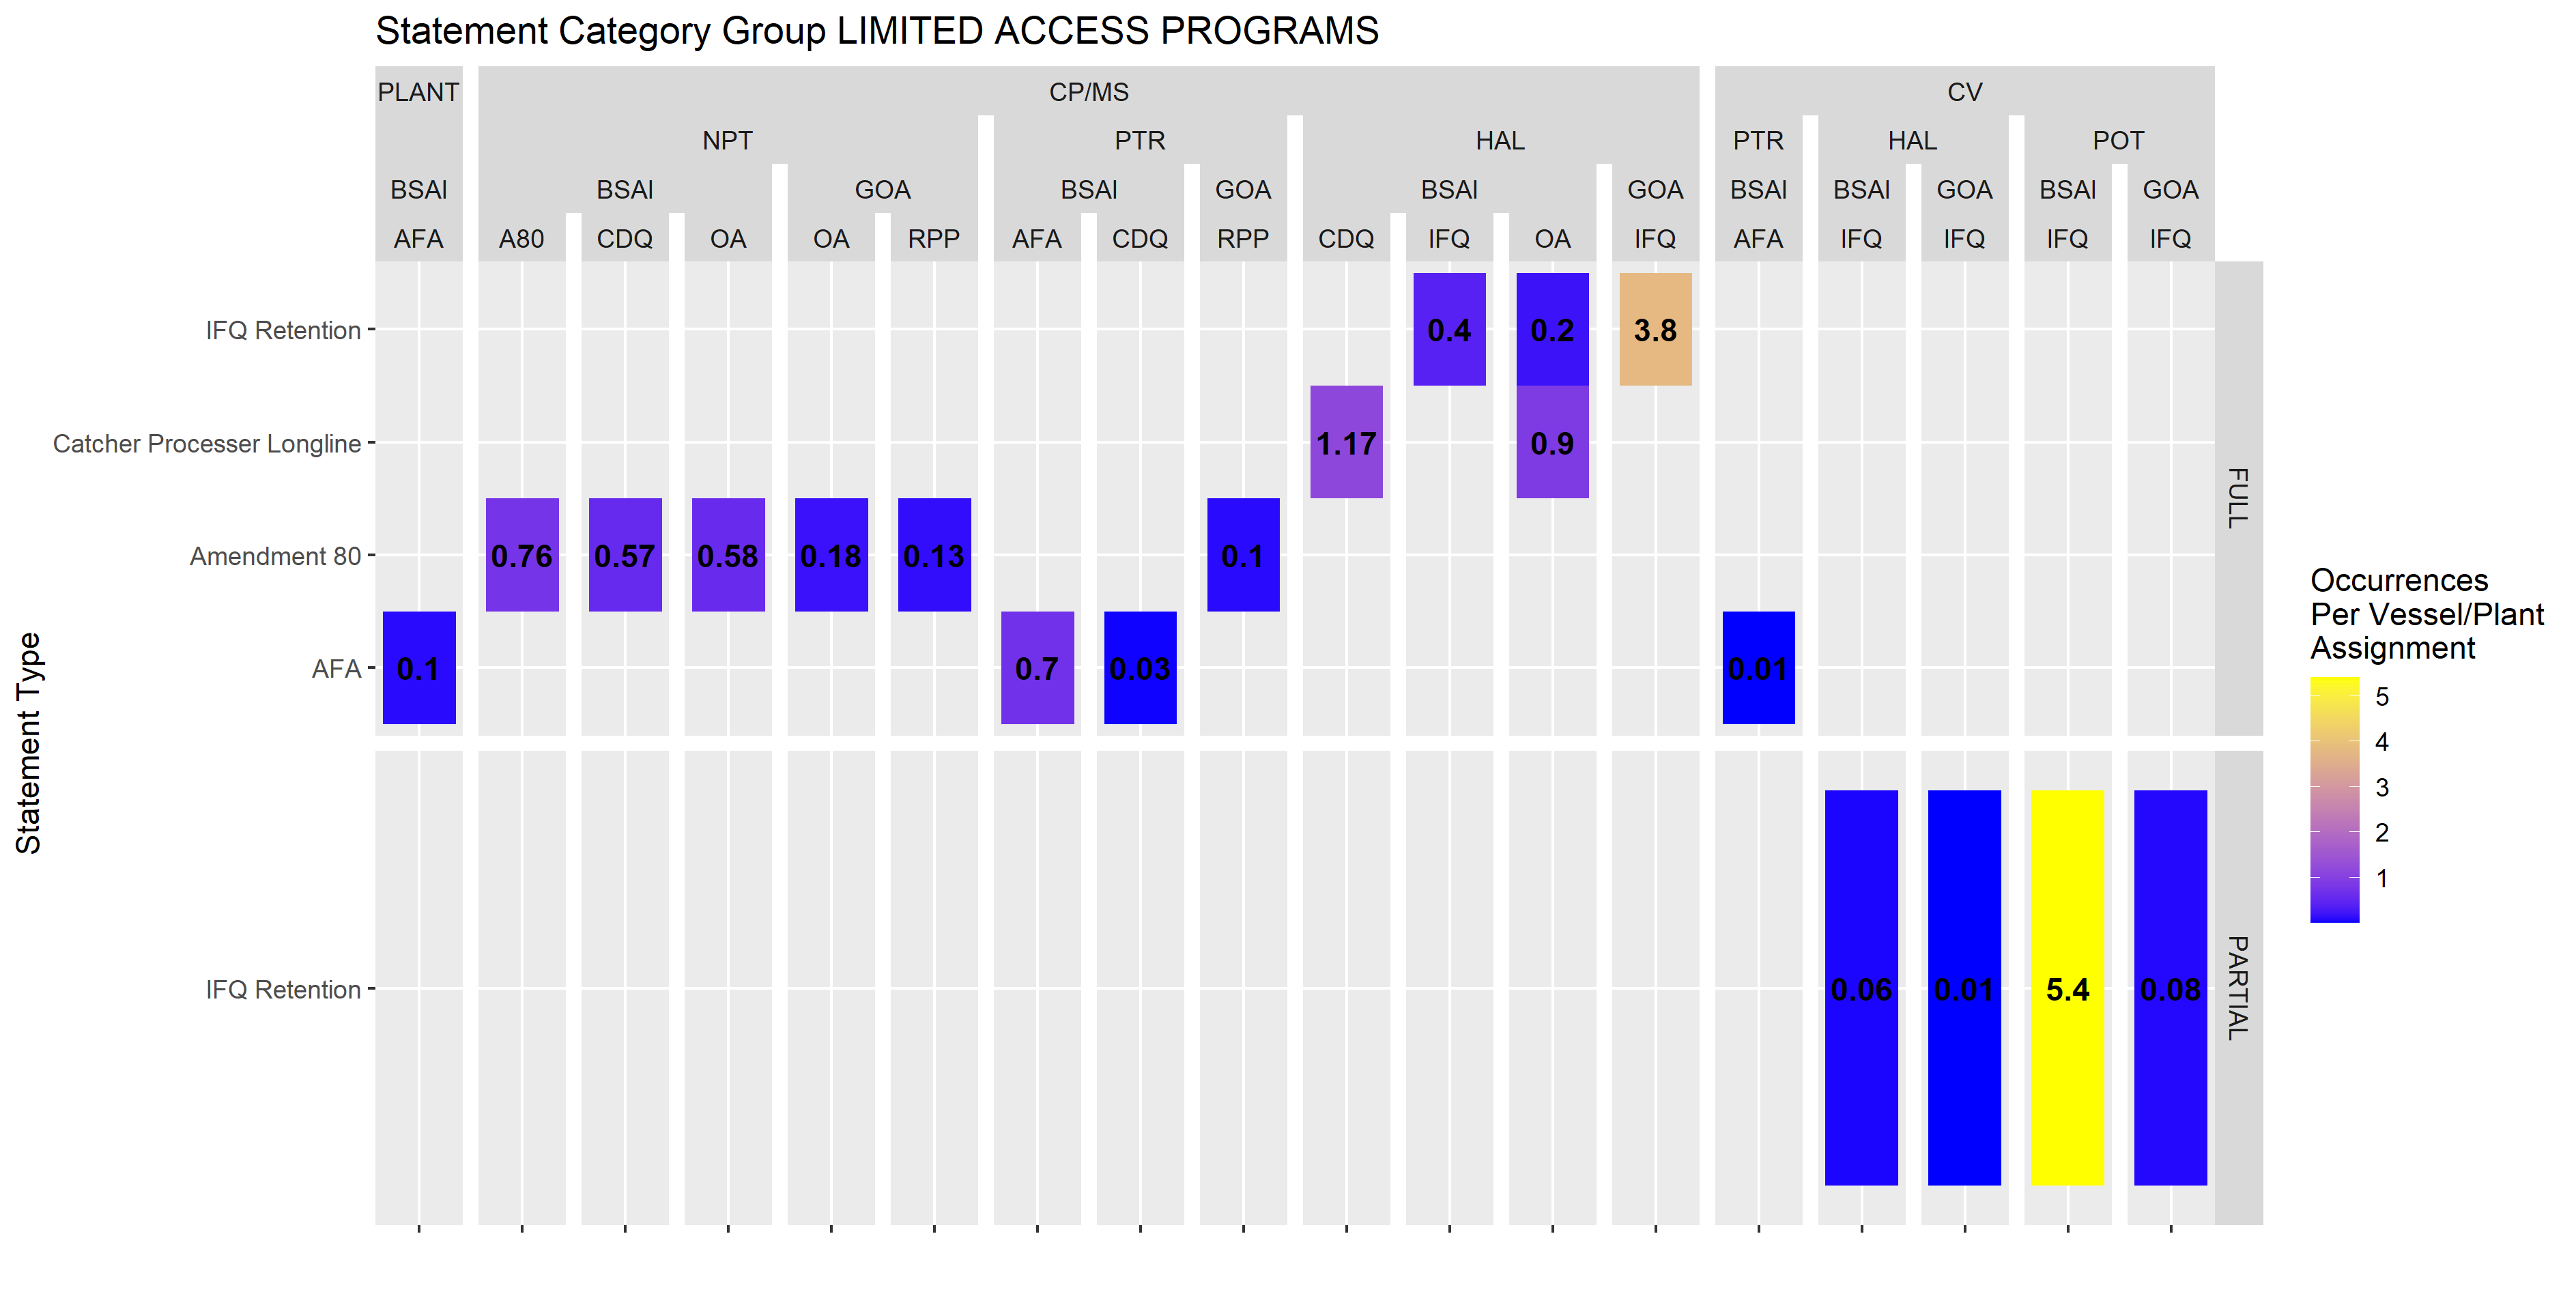 Statement Category Group LIMITED ACCESS PROGRAMS
PLANT CP/MS CV
NPT PTR HAL PTR HAL POT
BSAI BSAI GOA BSAI GOA BSAI GOA BSAI BSAI GOA BSAI GOA
AFA A80 CDQ OA OA RPP AFA CDQ RPP CDQ IFQ OA IFQ AFA IFQ IFQ IFQ IFQ
IFQ Retention 0.4 0.2 3.8
Catcher Processer Longline 1.17 0.9
Amendment 80 0.76 0.57 0.58 0.18 0.13 0.1
AFA 0.1 0.7 0.03 0.01
FULL
IFQ Retention 0.06 0.01 5.4 0.08
PARTIAL
Statement Type
Occurrences
Per Vessel/Plant
Assignment
5
4
3
2
1